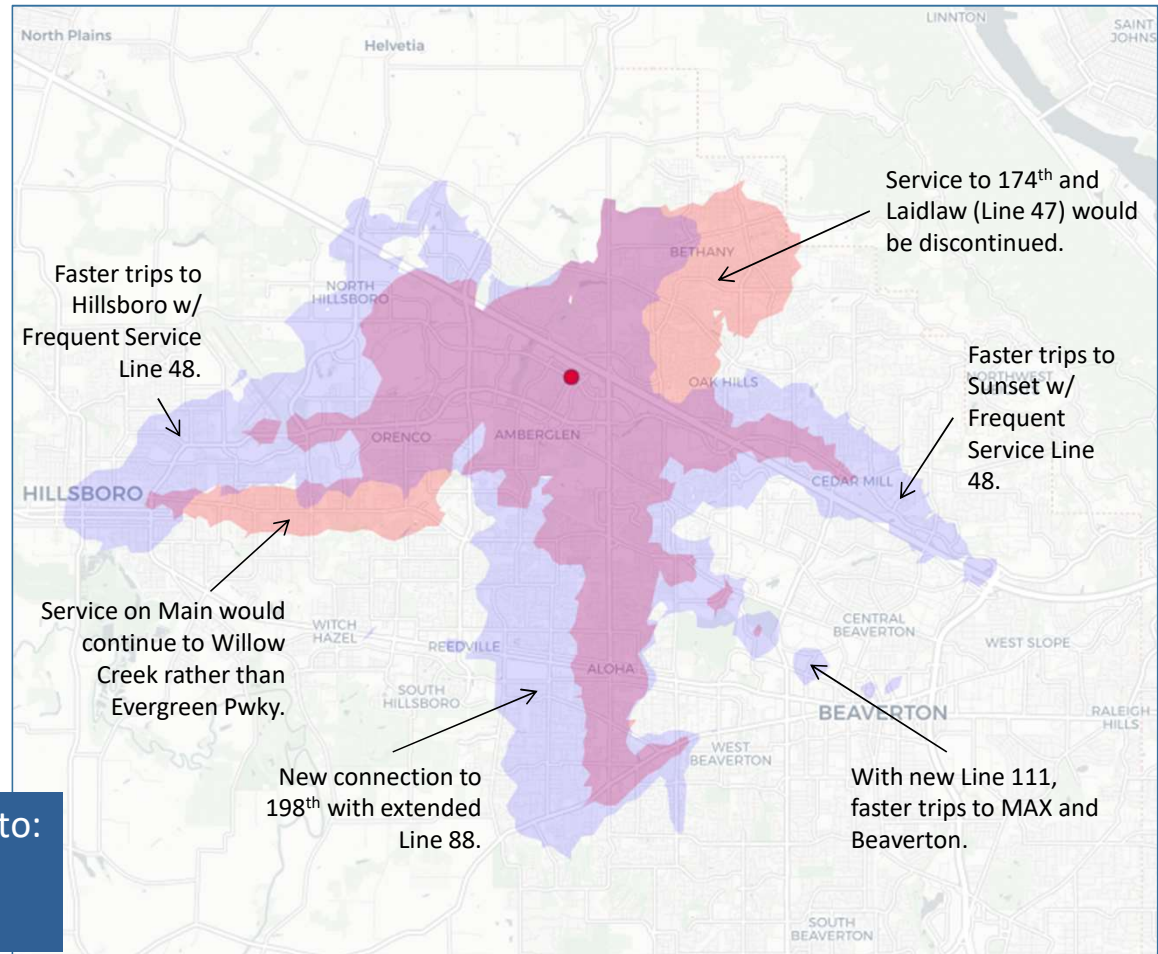 North Plains
Helvetia
LINNTON
SAINT
JOHNS
Service to 174th and
Laidlaw (Line 47) would
be discontinued.
BETHANY
Faster trips to
Hillsboro w/
Frequent Service
Line 48.
NORTH
HILLSBORO
Faster trips to
Sunset w/
Frequent
Service Line
48.
NORTHWEST
OAK HILLS
ORENCO
AMBERGLEN
CEDAR MILL
HILLSBORO
Service on Main would
continue to Willow
Creek rather than
Evergreen Pwky.
WITCH
HAZEL
REEDVILLE
CENTRAL
BEAVERTON
WEST SLOPE
ALOHA
SOUTH
HILLSBORO
BEAVERTON
RALEIGH
HILLS
WEST
BEAVERTON
New connection to
198th with extended
Line 88.
With new Line 111,
faster trips to MAX and
Beaverton.
to:
SOUTH
BEAVERTON